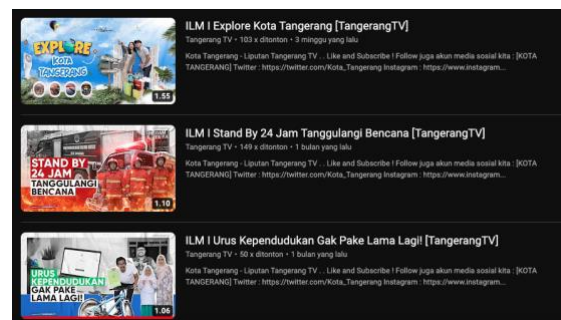 EXPLORE
KOTA
TANGERANG
1.55
ILM I Explore Kota Tangerang [TangerangTV]
Tangerang TV • 103 x ditonton • 3 minggu yang lalu
Kota Tangerang - Liputan Tangerang TV . . Like and Subscribe ! Follow juga akun media sosial kita : [KOTA
TANGERANG] Twitter : https://twitter.com/Kota_Tangerang Instagram : https://www.instagram...
STAND BY
24 JAM
TANGGULANGI
BENCANA
1.10
ILM I Stand By 24 Jam Tanggulangi Bencana [TangerangTV]
Tangerang TV • 149 x ditonton • 1 bulan yang lalu
Kota Tangerang - Liputan Tangerang TV . . Like and Subscribe ! Follow juga akun media sosial kita : [KOTA
TANGERANG] Twitter : https://twitter.com/Kota_Tangerang Instagram : https://www.instagram...
URUS
KEPENDUDUKAN
GAK PAKE
LAMA LAGI!
1.06
ILM I Urus Kependudukan Gak Pake Lama Lagi! [TangerangTV]
Tangerang TV • 50 x ditonton • 1 bulan yang lalu
Kota Tangerang - Liputan Tangerang TV . . Like and Subscribe ! Follow juga akun media sosial kita : [KOTA
TANGERANG] Twitter : https://twitter.com/Kota_Tangerang Instagram : https://www.instagram...